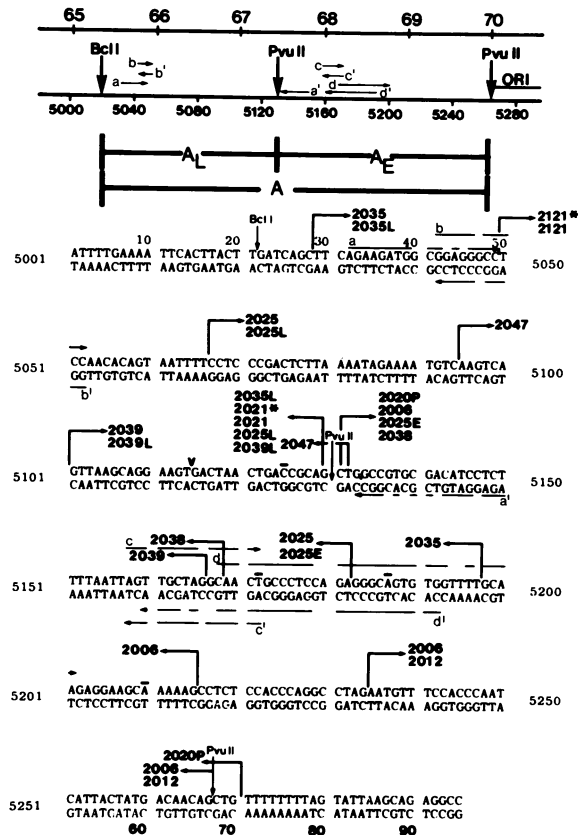 65 66 67 68 69 70
BclI PvuII PvuII
b b' a c c' d a' d' ORI
5000 5040 5080 5120 5160 5200 5240 5280
AL AE
A
BclI 2035 2035L 2121* 2121
10 20 30 a 40 b 50
5001 ATTTTGAAAA TTCACTTACT TGATCAGCTT CAGAAGATGG CGGAGGGCCT 5050
TAAAACTTTT AAGTGAATGA ACTAGTCGAA GTCTTCTACC GCCTCCCGGA
2025 2025L 2047
5051 CCAACACAGT AATTTTCCTC CCGACTCTTA AAATAGAAAA TGTCAAGTCA 5100
GGTTGTGTCA TTAAAAGGAG GGCTGAGAAT TTTATCTTTT ACAGTTCAGT
b'
2039 2039L
2035L 2021* 2021 2025L 2039L 2047
PvuII
2020P 2006 2025E 2038
5101 GTTAAGCAGG AAGTGACTAA CTGACCGCAG CTGGCCGTGC GACATCCTCT 5150
CAATTCGTCC TTCACTGATT GACTGGCGTC GACCGGCACG CTGTAGGAGA
a'
c 2038 2039 d 2025 2025E 2035
5151 TTTAATTAGT TGCTAGGCAA CTGCCCTCCA GAGGGCAGTG TGGTTTTGCA 5200
AAATTAATCA ACGATCCGTT GACGGGAGGT CTCCCGTCAC ACCAAAACGT
d'
c'
2006 2006 2012
5201 AGAGGAAGCA AAAAGCCTCT CCACCCAGGC CTAGAATGTT TCCACCCAAT 5250
TCTCCTTCGT TTTTCGGAGA GGTGGGTCCG GATCTTACAA AGGTGGGTTA
2020P PvuII
2006 2012
5251 CATTACTATG ACAACAGCTG TTTTTTTTAG TATTAAGCAG AGGCC
GTAATGATAC TGTTGTCGAC AAAAAAAATC ATAATTCGTC TCCGG
60 70 80 90